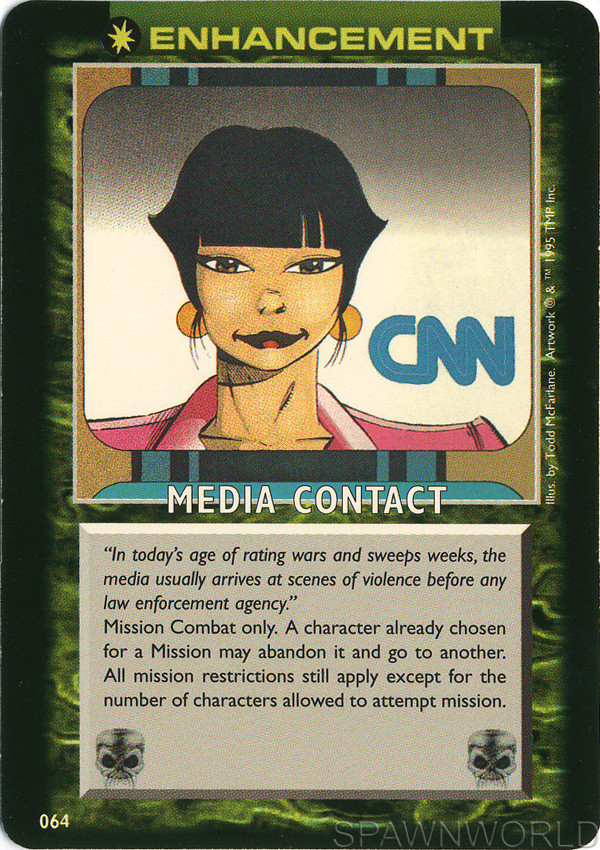 ENHANCEMENT
CNN
Illus. by Todd McFarlane. Artwork © & ™ 1995 TMP Inc.
MEDIA CONTACT
“In today’s age of rating wars and sweeps weeks, the
media usually arrives at scenes of violence before any
law enforcement agency.”
Mission Combat only. A character already chosen
for a Mission may abandon it and go to another.
All mission restrictions still apply except for the
number of characters allowed to attempt mission.
064
SPAWNWORLD